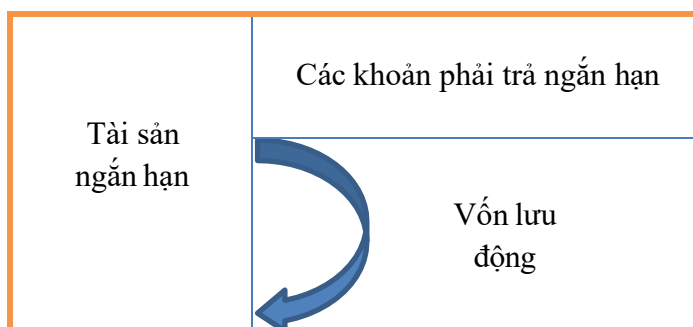 Tài sản
ngắn hạn
Các khoản phải trả ngắn hạn
Vốn lưu
động